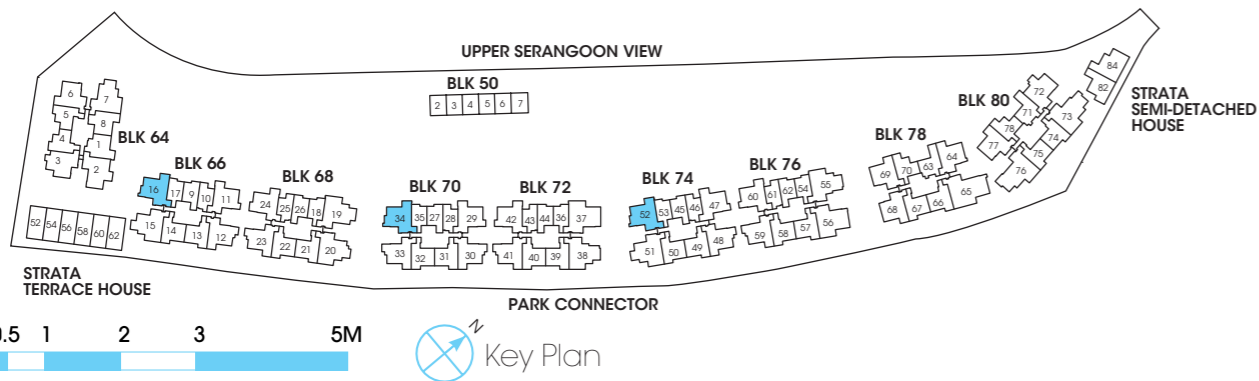 UPPER SERANGOON VIEW
BLK 50
2 3 4 5 6 7
84
82
STRATA
SEMI-DETACHED
HOUSE
BLK 80
72
71
73
78
74
77
75
76
6 7
5 8
4 1
3 2
BLK 64
BLK 66
16 17 9 10 11
15 14 13 12
BLK 68
24 25 26 18 19
23 22 21 20
BLK 70
34 35 27 28 29
33 32 31 30
BLK 72
42 43 44 36 37
41 40 39 38
BLK 74
52 53 45 46 47
51 50 49 48
BLK 76
60 61 62 54 55
59 58 57 56
BLK 78
69 70 63 64
68 67 66 65
52 54 56 58 60 62
STRATA
TERRACE HOUSE
PARK CONNECTOR
0.5 1 2 3 5M
N
Key Plan